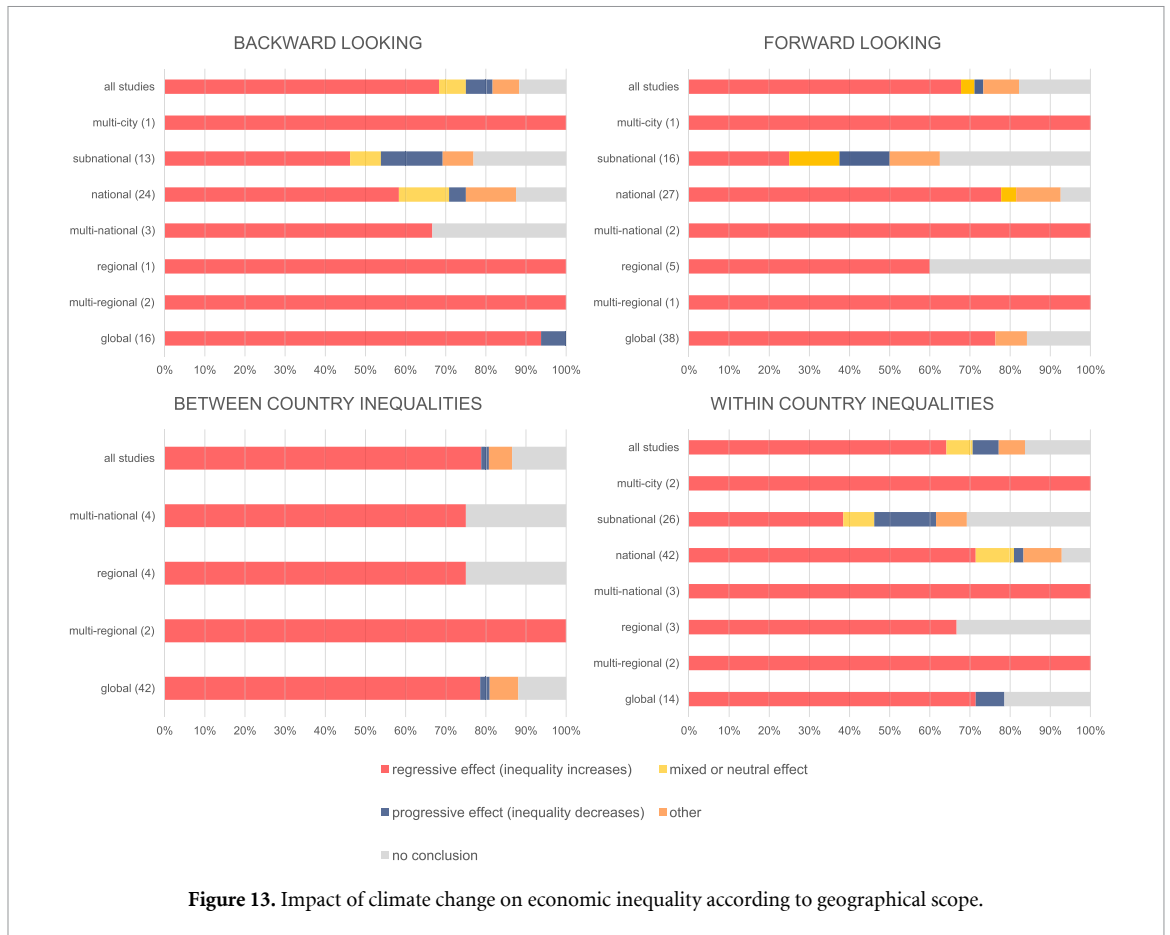 BACKWARD LOOKING
all studies
multi-city (1)
subnational (13)
national (24)
multi-national (3)
regional (1)
multi-regional (2)
global (16)
0% 10% 20% 30% 40% 50% 60% 70% 80% 90% 100%
FORWARD LOOKING
all studies
multi-city (1)
subnational (16)
national (27)
multi-national (2)
regional (5)
multi-regional (1)
global (38)
0% 10% 20% 30% 40% 50% 60% 70% 80% 90% 100%
BETWEEN COUNTRY INEQUALITIES
all studies
multi-national (4)
regional (4)
multi-regional (2)
global (42)
0% 10% 20% 30% 40% 50% 60% 70% 80% 90% 100%
WITHIN COUNTRY INEQUALITIES
all studies
multi-city (2)
subnational (26)
national (42)
multi-national (3)
regional (3)
multi-regional (2)
global (14)
0% 10% 20% 30% 40% 50% 60% 70% 80% 90% 100%
regressive effect (inequality increases) mixed or neutral effect
progressive effect (inequality decreases) other
no conclusion
Figure 13. Impact of climate change on economic inequality according to geographical scope.